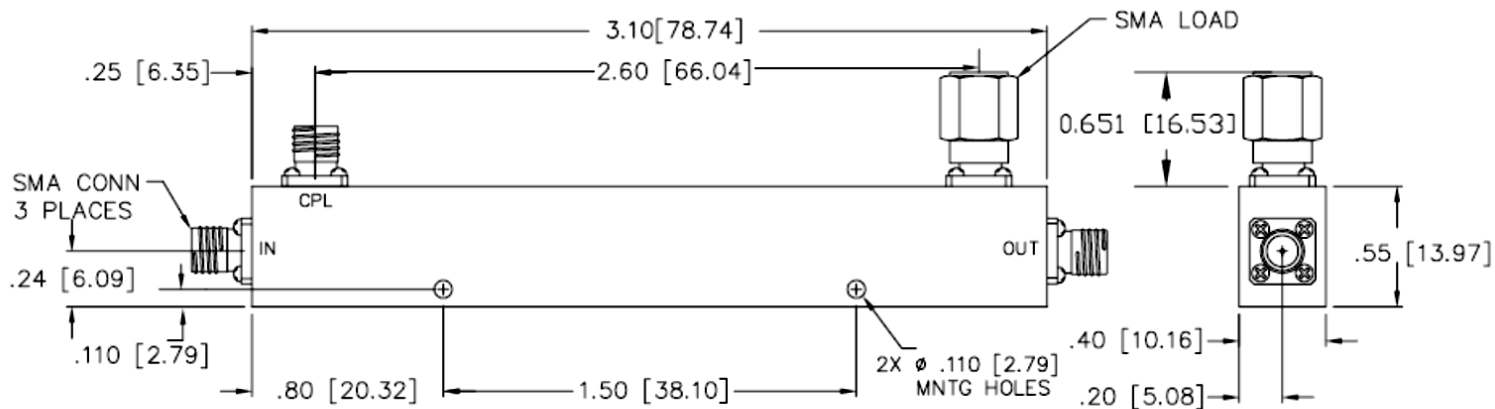 3.10[78.74]
SMA LOAD
.25 [6.35]
2.60 [66.04]
0.651 [16.53]
SMA CONN
3 PLACES
CPL
IN
OUT
.24 [6.09]
.55 [13.97]
.110 [2.79]
.40 [10.16]
2X ø .110 [2.79]
MNTG HOLES
.80 [20.32]
1.50 [38.10]
.20 [5.08]